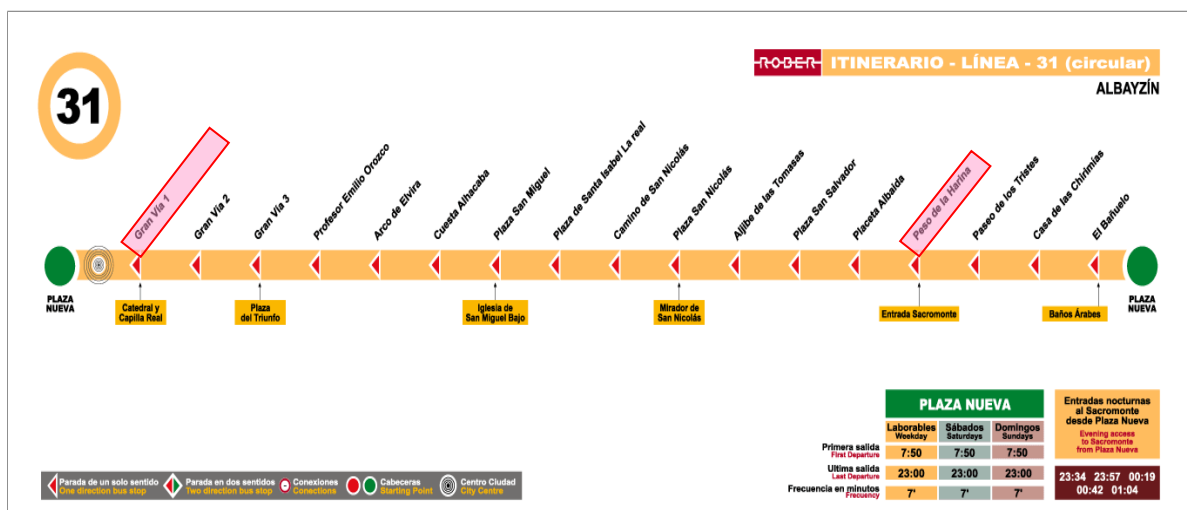 31
ROBER ITINERARIO - LÍNEA - 31 (circular)
ALBAYZÍN
Gran Vía 1
Gran Vía 2
Gran Vía 3
Profesor Emilio Orozco
Arco de Elvira
Cuesta Alhacaba
Plaza San Miguel
Plaza de Santa Isabel La real
Camino de San Nicolás
Plaza San Nicolás
Aljibe de las Tomasas
Plaza San Salvador
Placeta Albaida
Peso de la Harina
Paseo de los Tristes
Casa de las Chirimias
El Bañuelo
PLAZA
NUEVA
Catedral y
Capilla Real
Plaza
del Triunfo
Iglesia de
San Miguel Bajo
Mirador de
San Nicolás
Entrada Sacromonte
Baños Árabes
PLAZA
NUEVA
PLAZA NUEVA
Laborables Sábados Domingos
Weekday Saturdays Sundays
Primera salida 7:50 7:50 7:50
First Departure
Ultima salida 23:00 23:00 23:00
Last Departure
Frecuencia en minutos 7' 7' 7'
Frecuency
Entradas nocturnas
al Sacromonte
desde Plaza Nueva
Evening access
to Sacromonte
from Plaza Nueva
23:34 23:57 00:19
00:42 01:04
Parada de un solo sentido
One direction bus stop
Parada en dos sentidos
Two direction bus stop
Conexiones
Conections
Cabeceras
Starting Point
Centro Ciudad
City Centre